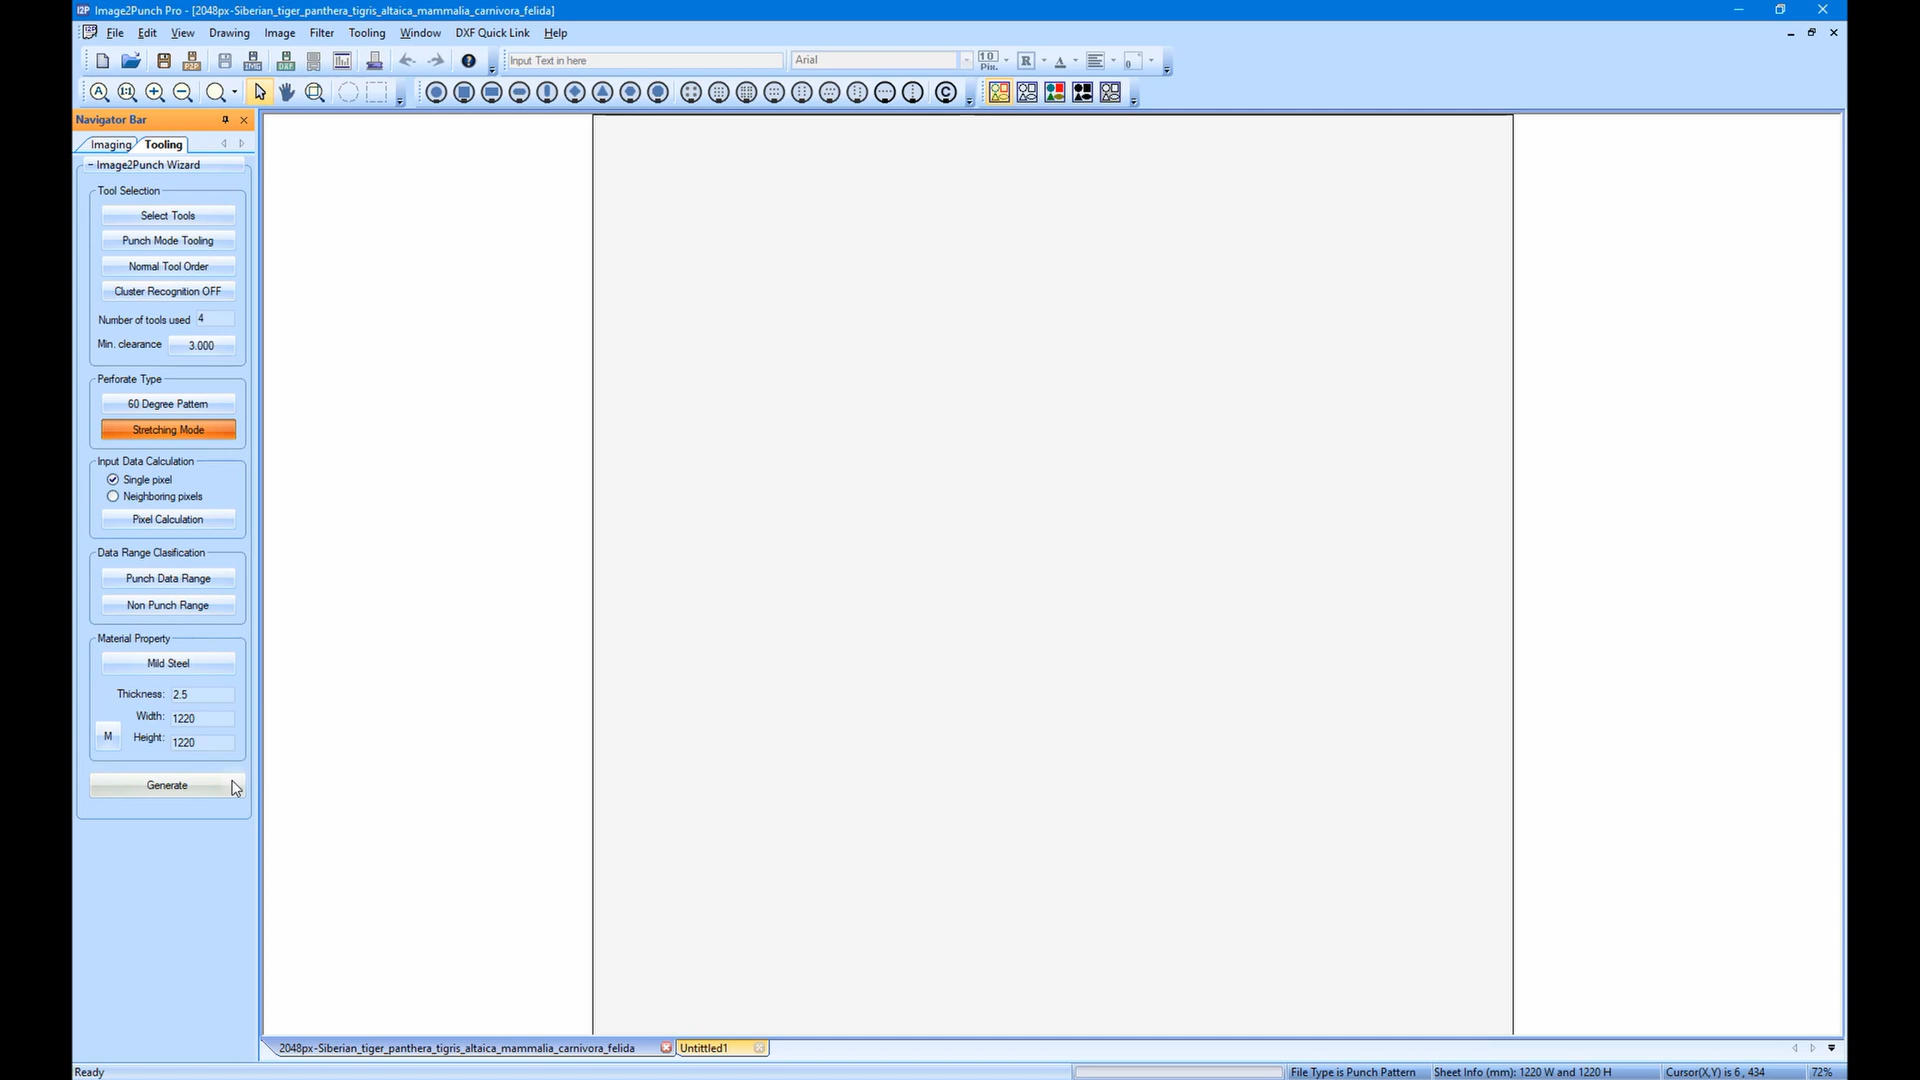 Image2Punch Pro - [2048px-Siberian_tiger_panthera_tigris_altaica_mammalia_carnivora_felida]
File Edit View Drawing Image Filter Tooling Window DXF Quick Link Help
Input Text in here Arial 10 Pix. R A 0
A 1:1 C
Navigator Bar
Imaging Tooling
Image2Punch Wizard
Tool Selection
Select Tools
Punch Mode Tooling
Normal Tool Order
Cluster Recognition OFF
Number of tools used 4
Min. clearance 3.000
Perforate Type
60 Degree Pattern
Stretching Mode
Input Data Calculation
Single pixel
Neighboring pixels
Pixel Calculation
Data Range Clasification
Punch Data Range
Non Punch Range
Material Property
Mild Steel
Thickness: 2.5
Width: 1220
M Height: 1220
Generate
2048px-Siberian_tiger_panthera_tigris_altaica_mammalia_carnivora_felida Untittled1
Ready File Type is Punch Pattern Sheet Info (mm): 1220 W and 1220 H Cursor(X,Y) is 6 , 434 72%